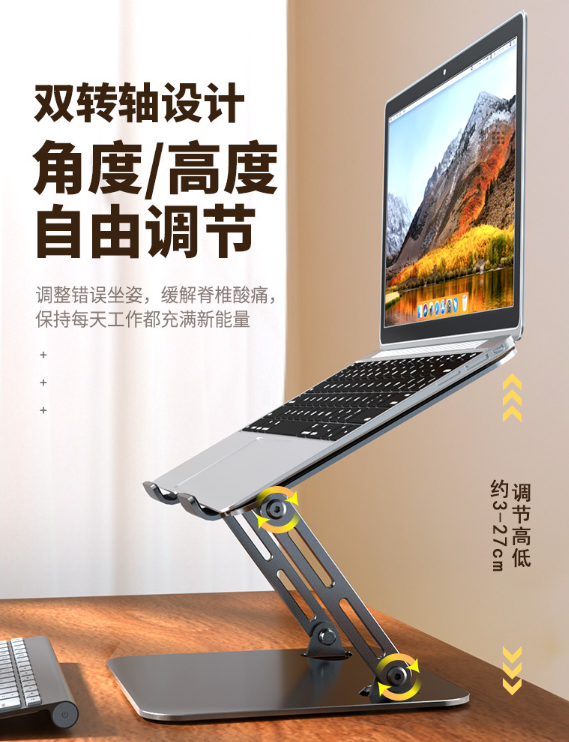 双转轴设计
角度/高度
自由调节
调整错误坐姿，缓解脊椎酸痛，
保持每天工作都充满新能量
调节高低
约3-27cm